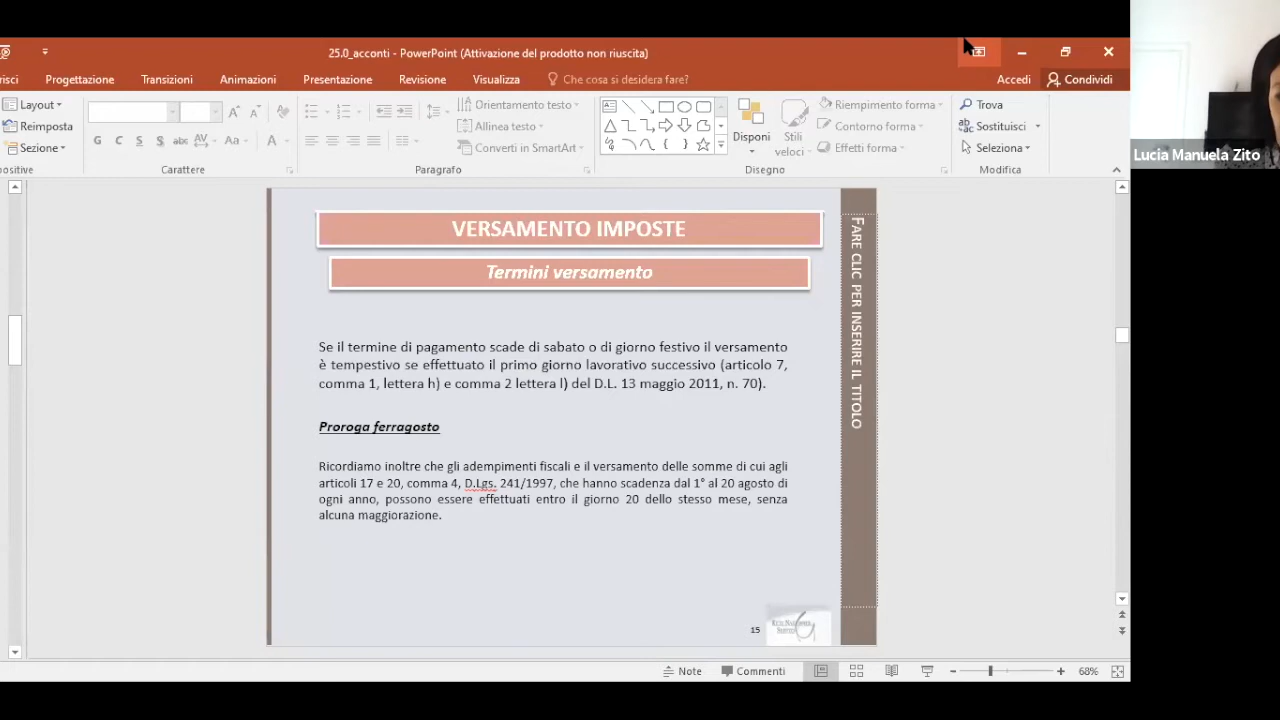 25.0_acconti - PowerPoint (Attivazione del prodotto non riuscita)
risci Progettazione Transizioni Animazioni Presentazione Revisione Visualizza Che cosa si desidera fare? Accedi Condividi
Layout Orientamento testo Riempimento forma Trova
Reimposta Allinea testo Contorno forma Sostituisci
Sezione G C S S abc AV Aa A Converti in SmartArt Disponi Stili veloci Effetti forma Seleziona
positive Carattere Paragrafo Disegno Modifica
Lucia Manuela Zito
VERSAMENTO IMPOSTE
Termini versamento
Se il termine di pagamento scade di sabato o di giorno festivo il versamento
è tempestivo se effettuato il primo giorno lavorativo successivo (articolo 7,
comma 1, lettera h) e comma 2 lettera l) del D.L. 13 maggio 2011, n. 70).
Proroga ferragosto
Ricordiamo inoltre che gli adempimenti fiscali e il versamento delle somme di cui agli
articoli 17 e 20, comma 4, D.Lgs. 241/1997, che hanno scadenza dal 1° al 20 agosto di
ogni anno, possono essere effettuati entro il giorno 20 dello stesso mese, senza
alcuna maggiorazione.
FARE CLIC PER INSERIRE IL TITOLO
15
Note Commenti 68%